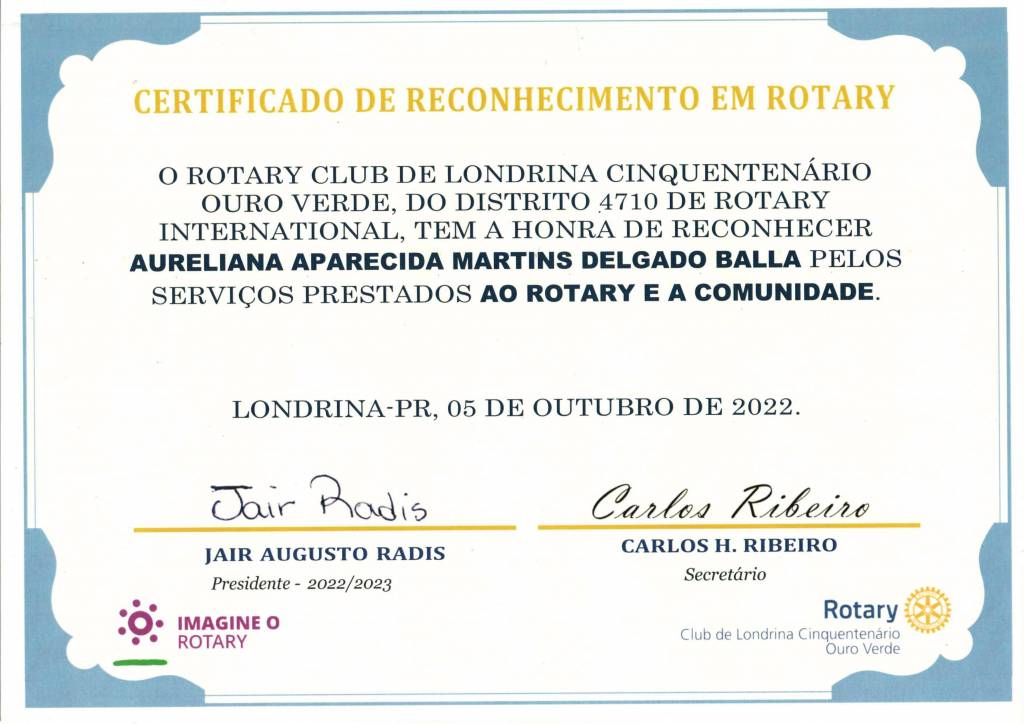 CERTIFICADO DE RECONHECIMENTO EM ROTARY
O ROTARY CLUB DE LONDRINA CINQUENTENÁRIO
OURO VERDE, DO DISTRITO 4710 DE ROTARY
INTERNATIONAL, TEM A HONRA DE RECONHECER
AURELIANA APARECIDA MARTINS DELGADO BALLA PELOS
SERVIÇOS PRESTADOS AO ROTARY E A COMUNIDADE.
LONDRINA-PR, 05 DE OUTUBRO DE 2022.
Jair Radis
JAIR AUGUSTO RADIS
Presidente - 2022/2023
Carlos Ribeiro
CARLOS H. RIBEIRO
Secretário
IMAGINE O
ROTARY
Rotary
Club de Londrina Cinquentenário
Ouro Verde